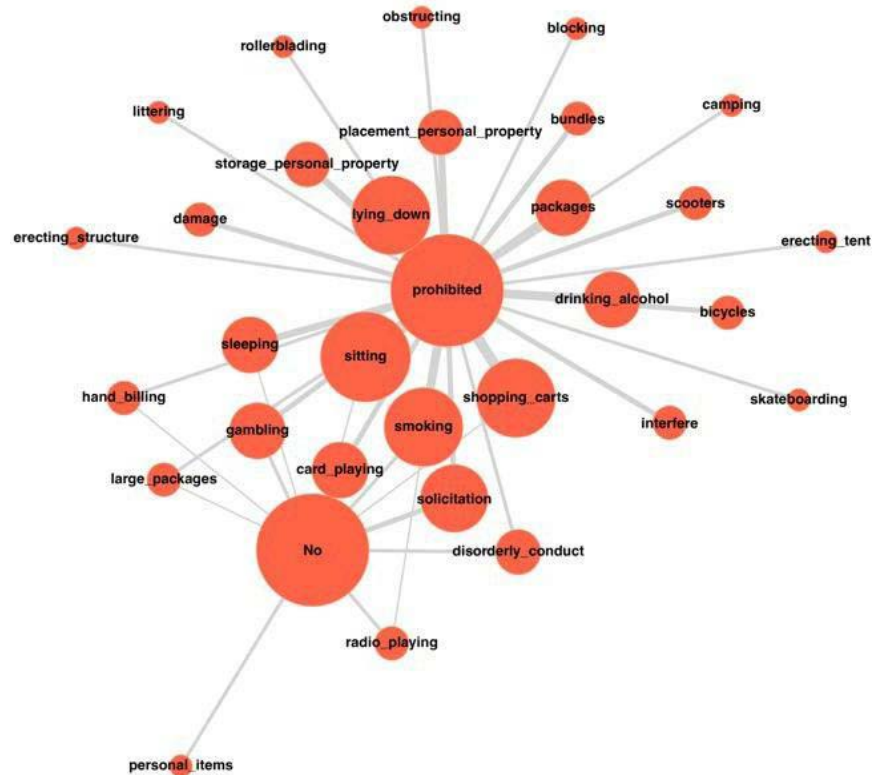 obstructing
blocking
rollerblading
camping
littering
bundles
placement_personal_property
storage_personal_property
scooters
packages
lying_down
damage
erecting_structure
erecting_tent
prohibited
drinking_alcohol
bicycles
sleeping
sitting
hand_billing
shopping_carts
skateboarding
interfere
gambling
smoking
card_playing
large_packages
solicitation
No
disorderly_conduct
radio_playing
personal_items